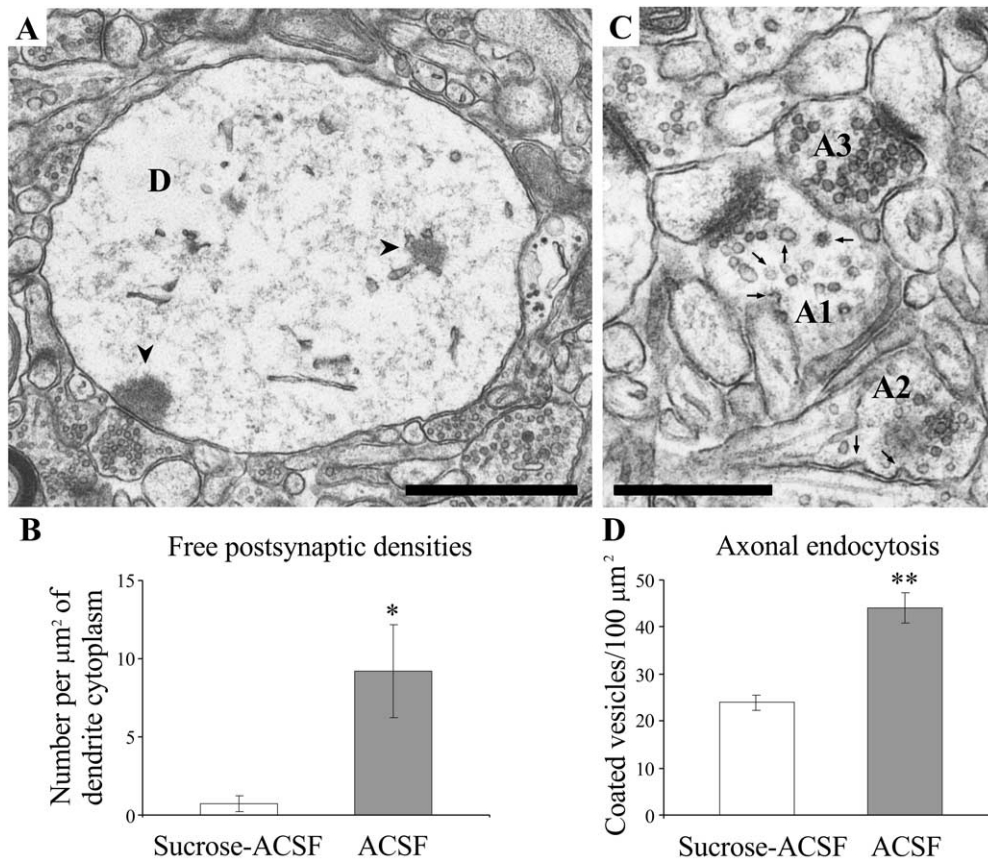 A
D
C
A3
A1
A2
B
Free postsynaptic densities
Number per μm² of
dendrite cytoplasm
15
10
5
0
*
Sucrose-ACSF ACSF
D
Axonal endocytosis
Coated vesicles/100 μm²
50
40
30
20
10
0
**
Sucrose-ACSF ACSF